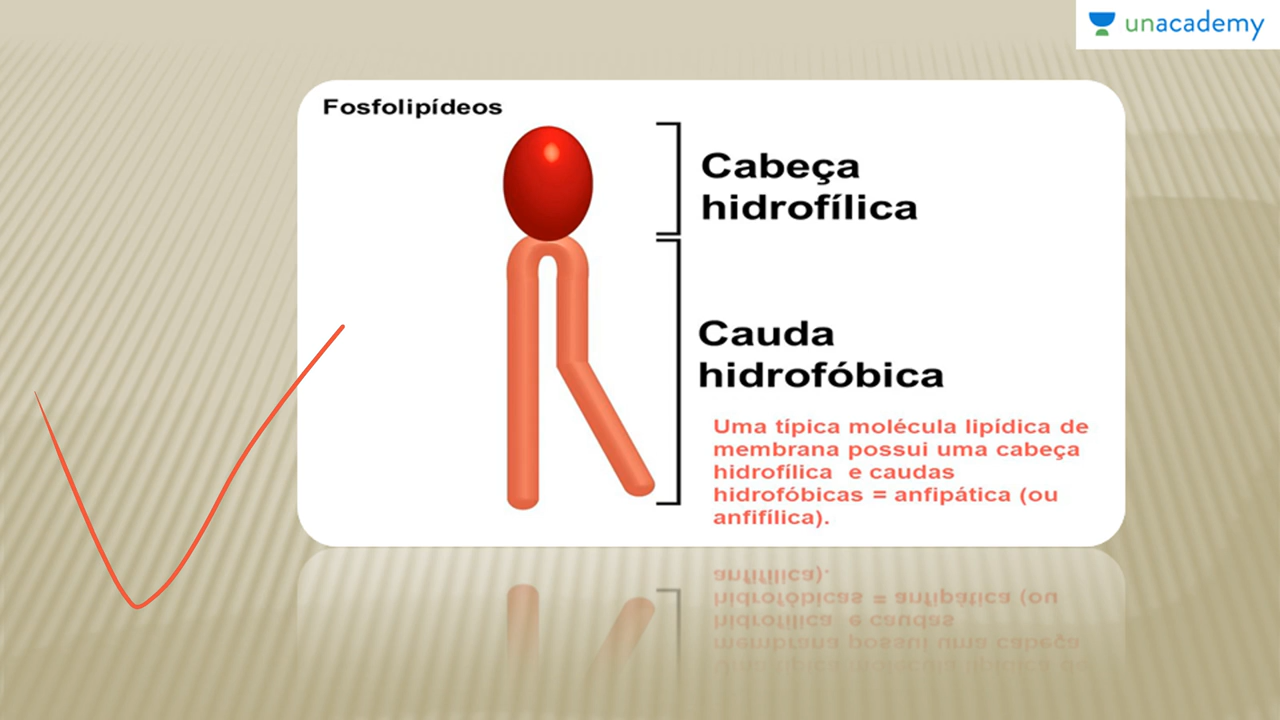 unacademy
Fosfolipídeos
Cabeça
hidrofílica
Cauda
hidrofóbica
Uma típica molécula lipídica de
membrana possui uma cabeça
hidrofílica e caudas
hidrofóbicas = anfipática (ou
anfifílica).